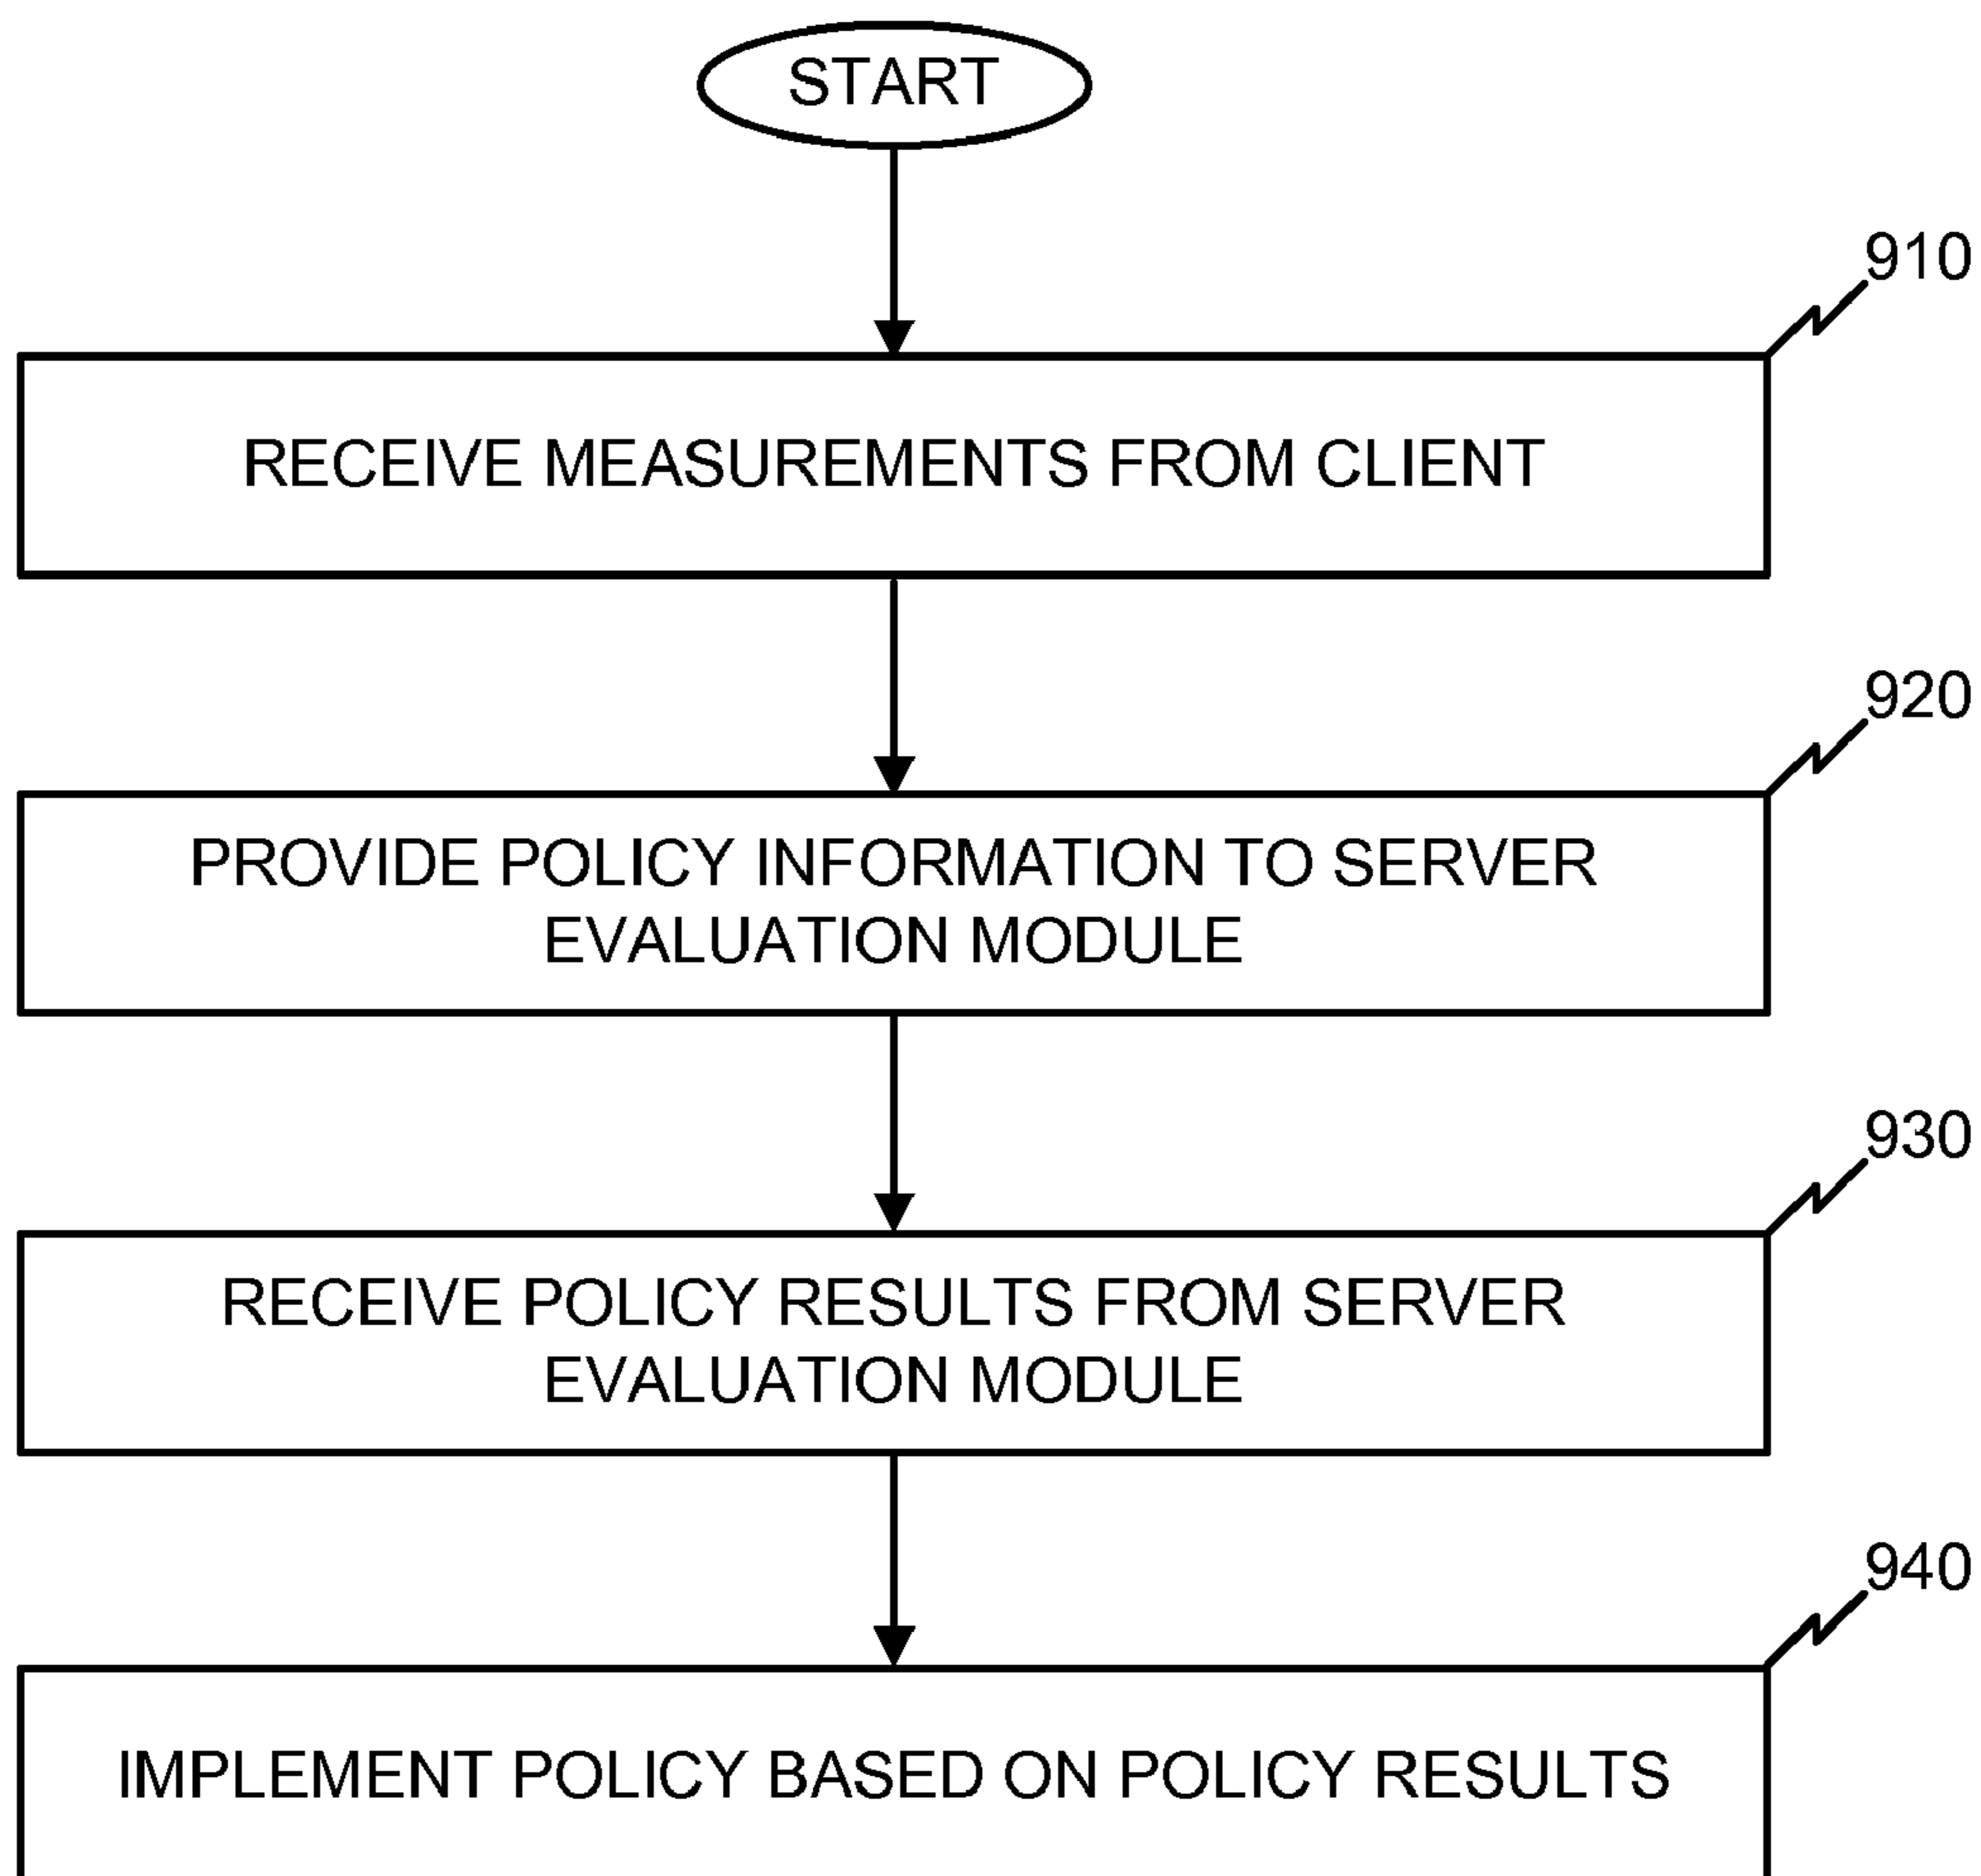 START
910
RECEIVE MEASUREMENTS FROM CLIENT
920
PROVIDE POLICY INFORMATION TO SERVER
EVALUATION MODULE
930
RECEIVE POLICY RESULTS FROM SERVER
EVALUATION MODULE
940
IMPLEMENT POLICY BASED ON POLICY RESULTS